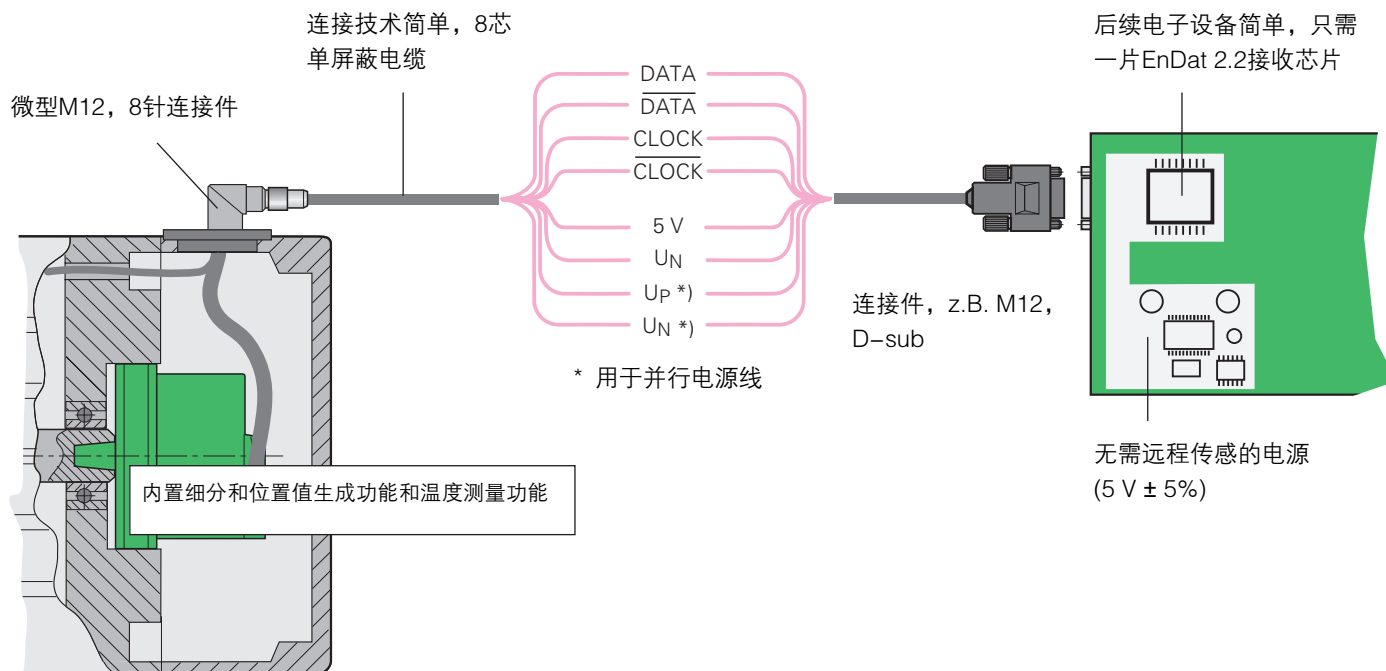 连接技术简单，8芯
单屏蔽电缆
后续电子设备简单，只需
一片EnDat 2.2接收芯片
微型M12，8针连接件
DATA
D̅A̅T̅A̅
CLOCK
C̅L̅O̅C̅K̅
5 V
UN
UP *)
UN *)
* 用于并行电源线
连接件，z.B. M12，
D-sub
无需远程传感的电源
(5 V ± 5%)
内置细分和位置值生成功能和温度测量功能